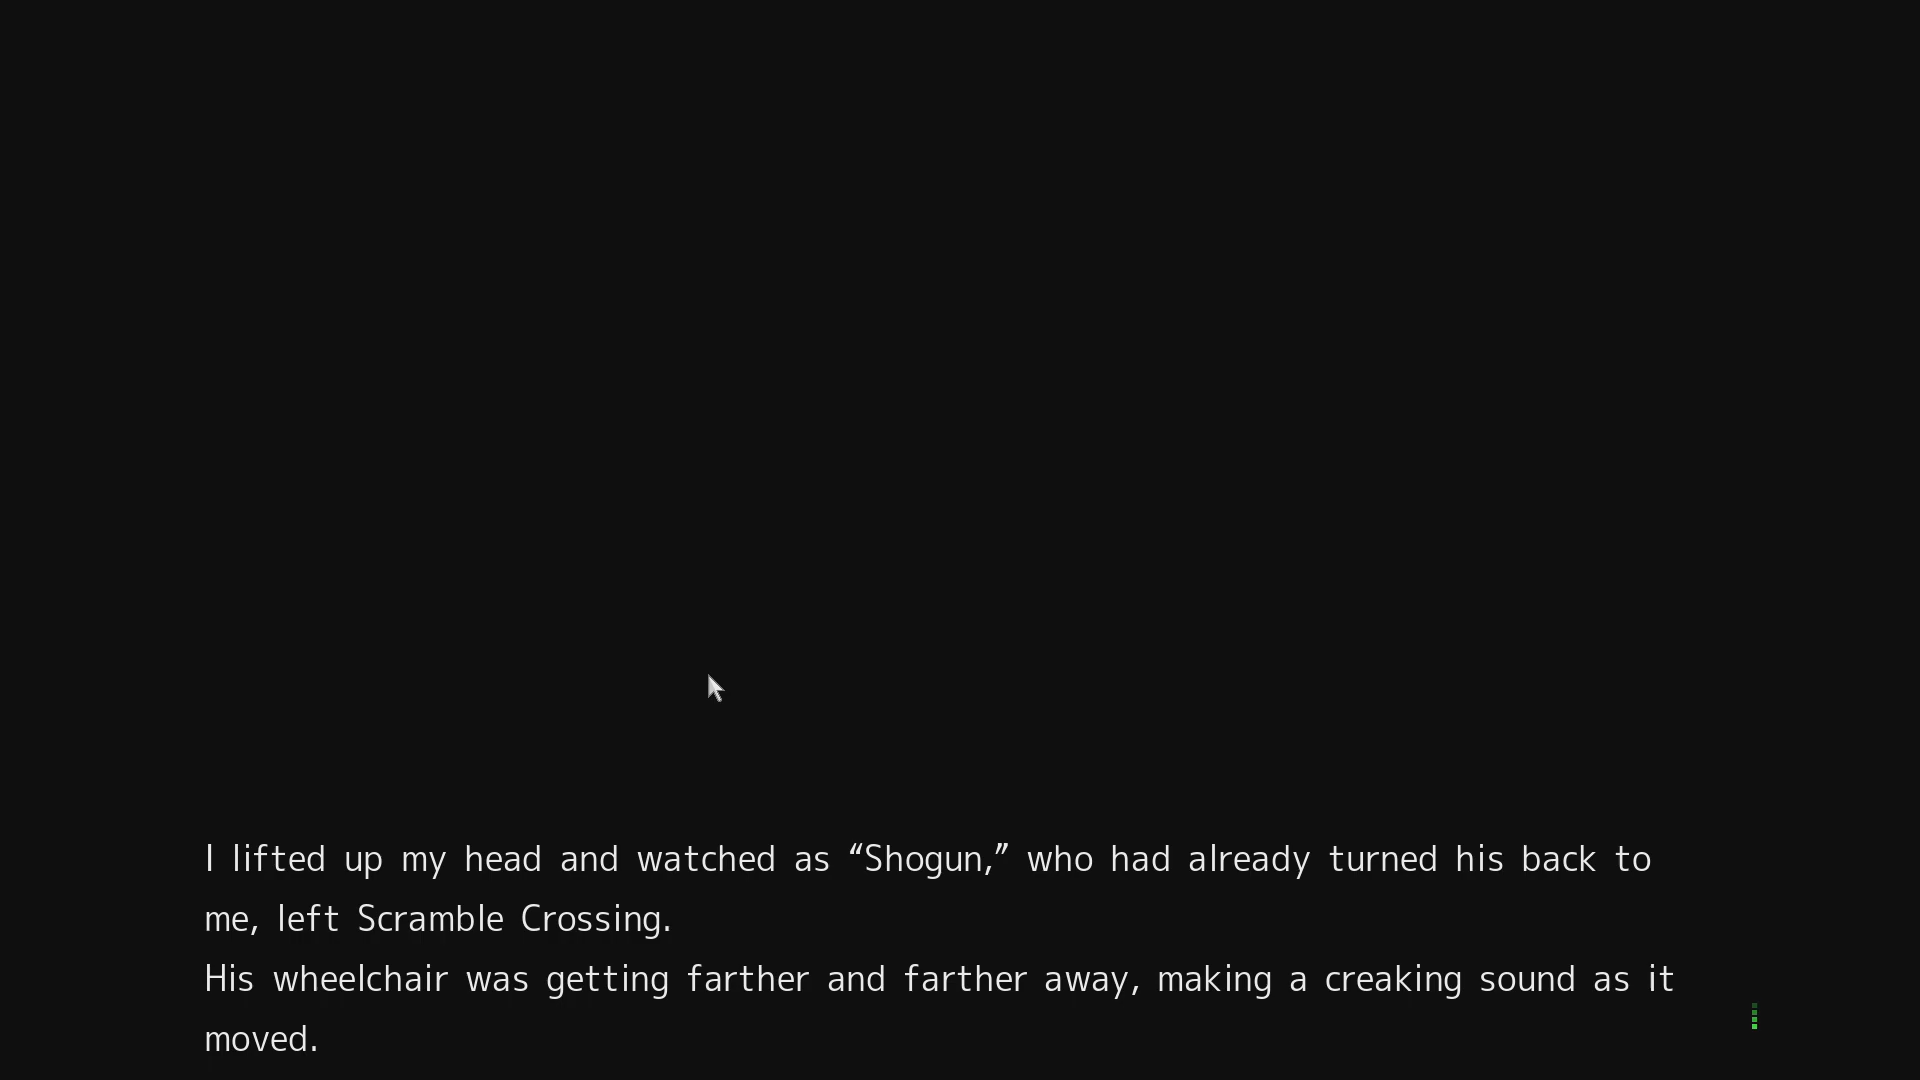 I lifted up my head and watched as “Shogun,” who had already turned his back to
me, left Scramble Crossing.
His wheelchair was getting farther and farther away, making a creaking sound as it
moved.